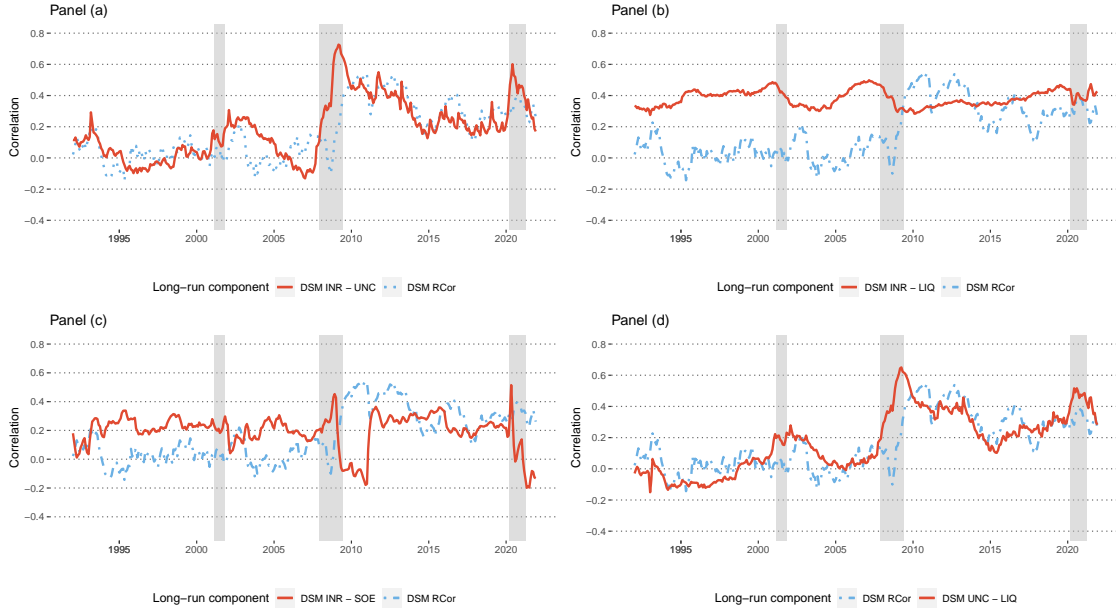 Panel (a)
0.8
0.6
0.4
0.2
0.0
−0.2
−0.4
Correlation
1995 2000 2005 2010 2015 2020
Long−run component DSM INR − UNC DSM RCor
Panel (b)
0.8
0.6
0.4
0.2
0.0
−0.2
−0.4
Correlation
1995 2000 2005 2010 2015 2020
Long−run component DSM INR − LIQ DSM RCor
Panel (c)
0.8
0.6
0.4
0.2
0.0
−0.2
−0.4
Correlation
1995 2000 2005 2010 2015 2020
Long−run component DSM INR − SOE DSM RCor
Panel (d)
0.8
0.6
0.4
0.2
0.0
−0.2
−0.4
Correlation
1995 2000 2005 2010 2015 2020
Long−run component DSM RCor DSM UNC − LIQ